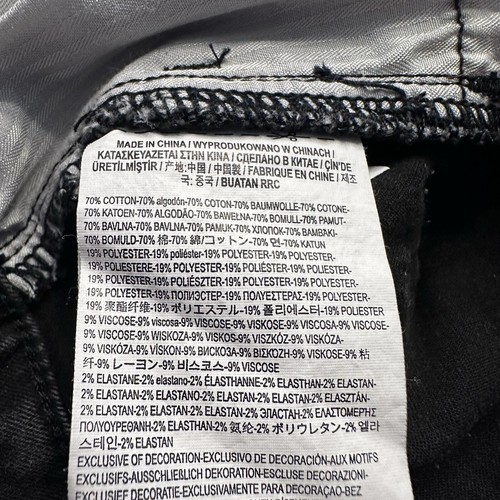 MADE IN CHINA / WYPRODUKOWANO W CHINACH /
ΚΑΤΑΣΚΕΥΑΖΕΤΑΙ ΣΤΗΝ ΚΙΝΑ / СДЕЛАНО В КИТАЕ / ÇİN'DE
ÜRETİLMİŞTİR / 产地:中国 / 中国製 / FABRIQUE EN CHINE / 제조
국: 중국 / BUATAN RRC
70% COTTON-70% algodón-70% COTON-70% BAUMWOLLE-70% COTONE-
70% KATOEN-70% ALGODÃO-70% BAWEŁNA-70% BOMULL-70% PAMUT-
70% BAVLNA-70% BAVLNA-70% PAMUK-70% ХЛОПОК-70% ΒΑΜΒΑΚΙ-
70% BOMULD-70% 棉-70% 綿/コットン-70% 면-70% KATUN
19% POLYESTER-19% poliéster-19% POLYESTER-19% POLYESTER-
19% POLIESTERE-19% POLYESTER-19% POLIÉSTER-19% POLIESTER-
19% POLYESTER-19% POLIÉSZTER-19% POLYESTER-19% POLYESTER-
19% POLYESTER-19% ПОЛИЭСТЕР-19% ΠΟΛΥΕΣΤΕΡΑΣ-19% POLYESTER-
19% 聚酯纤维-19% ポリエステル-19% 폴리에스터-19% POLIESTER
9% VISCOSE-9% viscosa-9% VISCOSE-9% VISKOSE-9% VISCOSA-
9% VISCOSE-9% WISKOZA-9% VISKOS-9% VISZKÓZ-9% VISKÓZA-
9% VISKÓZA-9% VİSKON-9% ВИСКОЗА-9% ΒΙΣΚΟΖΗ-9% VISKOSE-9% 粘
纤-9% レーヨン-9% 비스코스-9% VISCOSE
2% ELASTANE-2% elastano-2% ÉLASTHANNE-2% ELASTHAN-2% ELASTAN-
2% ELASTAAN-2% ELASTANO-2% ELASTAN-2% ELASTAN-2% ELASZTÁN-
2% ELASTAN-2% ELASTAN-2% ELASTAN-2% ЭЛАСТАН-2% ΕΛΑΣΤΟΜΕΡΗΣ
ΠΟΛΥΟΥΡΕΘΑΝΗ-2% ELASTHAN-2% 氨纶-2% ポリウレタン-2% 엘라
스테인-2% ELASTAN
EXCLUSIVE OF DECORATION-EXCLUSIVO DE DECORACIÓN-AUX MOTIFS
EXCLUSIFS-AUSSCHLIEẞLICH DEKORATION-ESCLUSE DECORAZIONI-
EXCLUSIEF DECORATIE-EXCLUSIVAMENTE PARA DECORAÇAO-BEZ